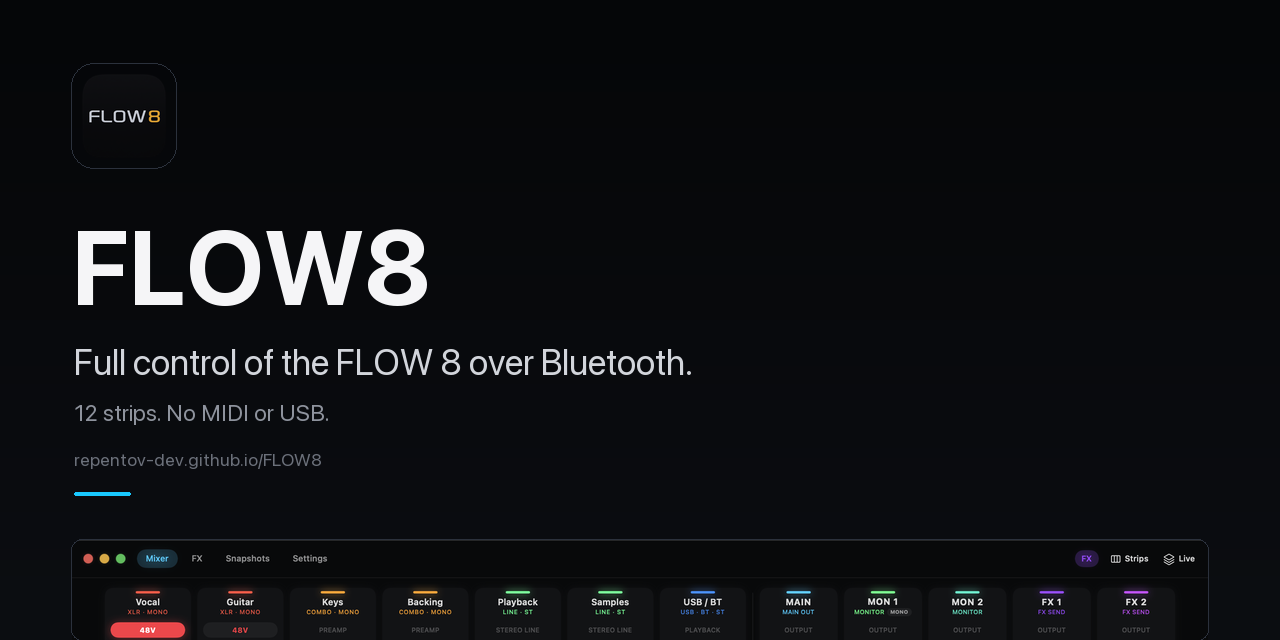 FLOW8
FLOW8
Full control of the FLOW 8 over Bluetooth.
12 strips. No MIDI or USB.
repentov-dev.github.io/FLOW8
Mixer FX Snapshots Settings FX Strips Live
Vocal Guitar Keys Backing Playback Samples USB / BT MAIN MON 1 MON 2 FX 1 FX 2
XLR · MONO XLR · MONO COMBO · MONO COMBO · MONO LINE · ST LINE · ST USB · BT · ST MAIN OUT MONITOR MONO MONITOR FX SEND FX SEND
48V 48V PREAMP PREAMP STEREO LINE STEREO LINE PLAYBACK OUTPUT OUTPUT OUTPUT OUTPUT OUTPUT